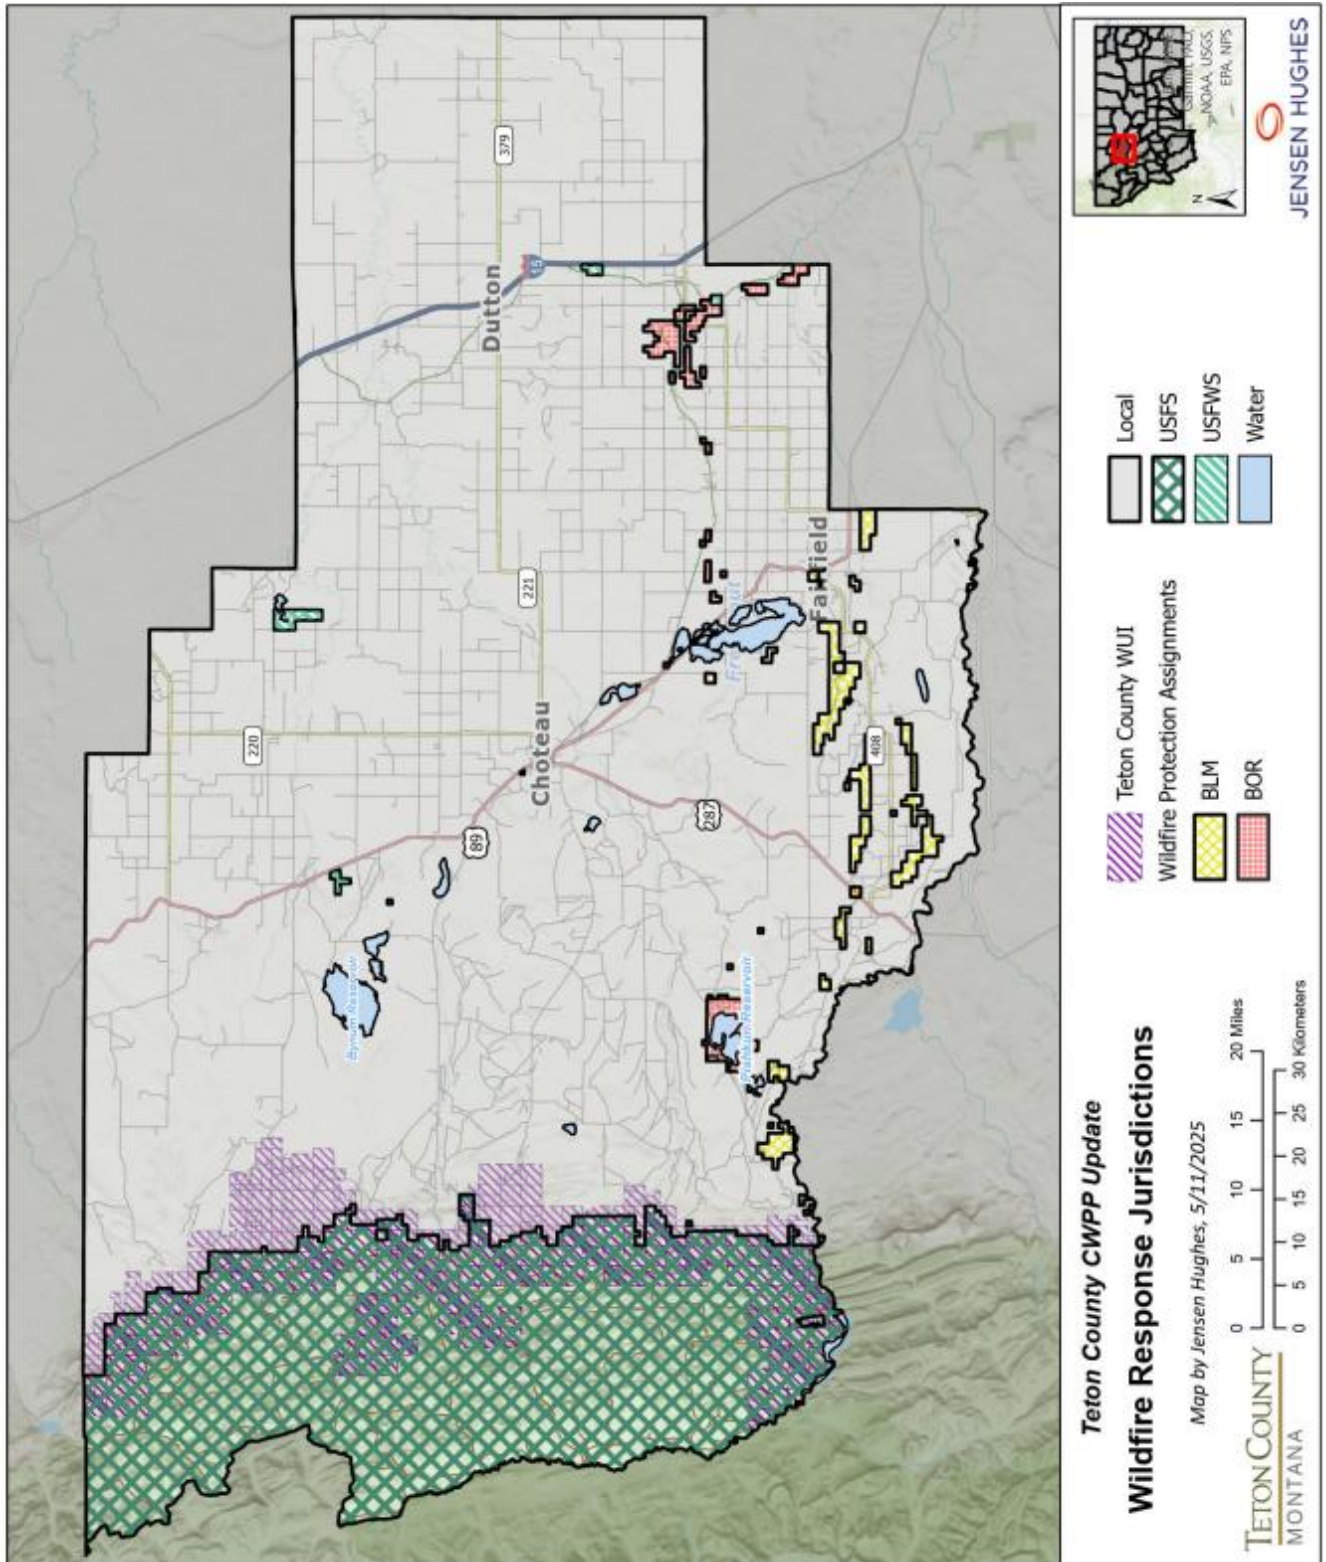 Bynum Reservoir
220
89
Choteau
221
Dutton
15
379
287
Pishkun Reservoir
Fairfield
408
Teton County CWPP Update
Wildfire Response Jurisdictions
Map by Jensen Hughes, 5/11/2025
0 5 10 15 20 Miles
0 5 10 15 20 25 30 Kilometers
TETON COUNTY
MONTANA
Teton County WUI
Wildfire Protection Assignments
BLM
BOR
Local
USFS
USFWS
Water
N
NOAA, USGS,
EPA, NPS
JENSEN HUGHES